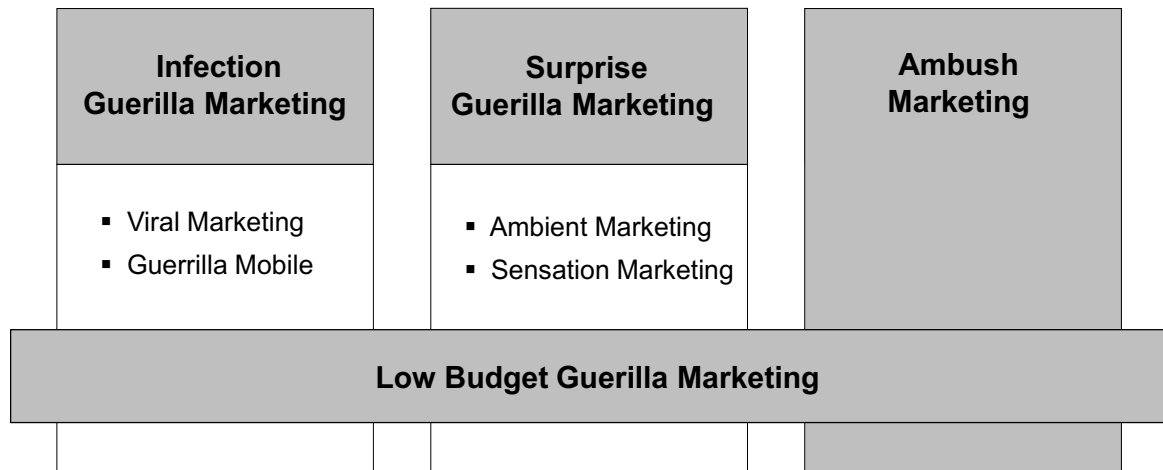 Infection
Guerilla Marketing
▪ Viral Marketing
▪ Guerrilla Mobile
Surprise
Guerilla Marketing
▪ Ambient Marketing
▪ Sensation Marketing
Ambush
Marketing
Low Budget Guerilla Marketing